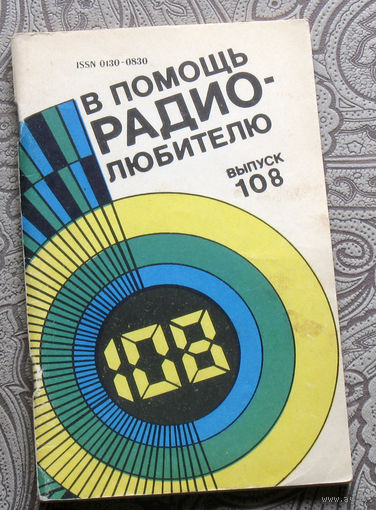 ISSN 0130-0830
В ПОМОЩЬ
РАДИО-
ЛЮБИТЕЛЮ
ВЫПУСК
108
108